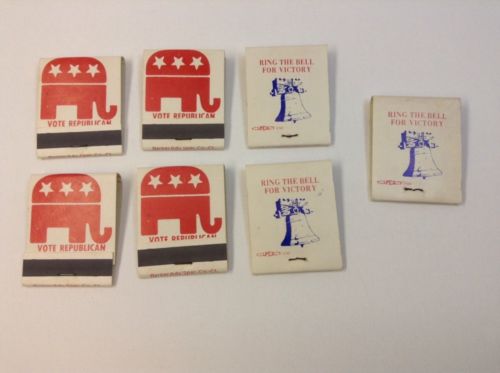 VOTE REPUBLICAN
VOTE REPUBLICAN
RING THE BELL
FOR VICTORY
RING THE BELL
FOR VICTORY
VOTE REPUBLICAN
VOTE REPUBLICAN
RING THE BELL
FOR VICTORY